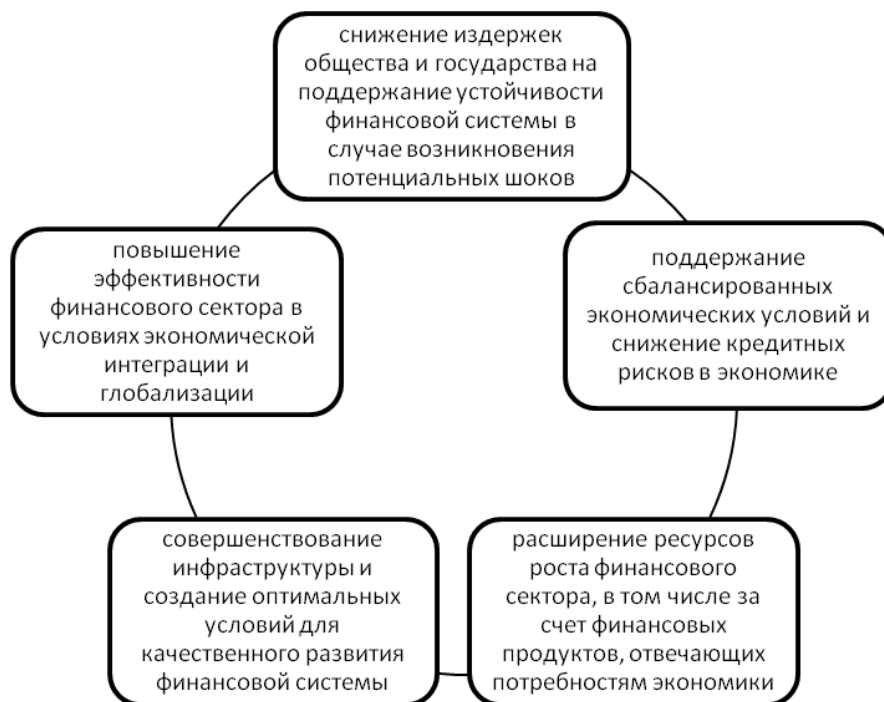 снижение издержек
общества и государства на
поддержание устойчивости
финансовой системы в
случае возникновения
потенциальных шоков
повышение
эффективности
финансового сектора в
условиях экономической
интеграции и
глобализации
поддержание
сбалансированных
экономических условий и
снижение кредитных
рисков в экономике
совершенствование
инфраструктуры и
создание оптимальных
условий для
качественного развития
финансовой системы
расширение ресурсов
роста финансового
сектора, в том числе за
счет финансовых
продуктов, отвечающих
потребностям экономики